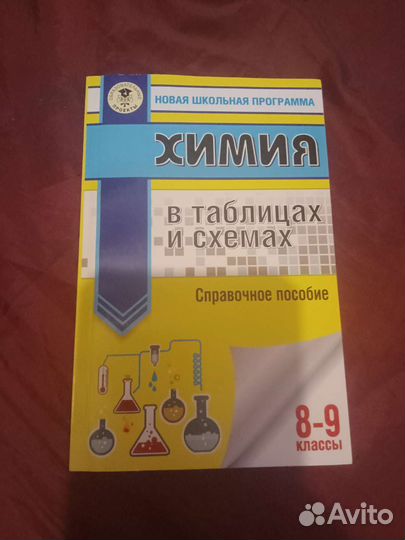 НОВАЯ ШКОЛЬНАЯ ПРОГРАММА
ХИМИЯ
в таблицах
и схемах
Справочное пособие
8-9
классы
Avito